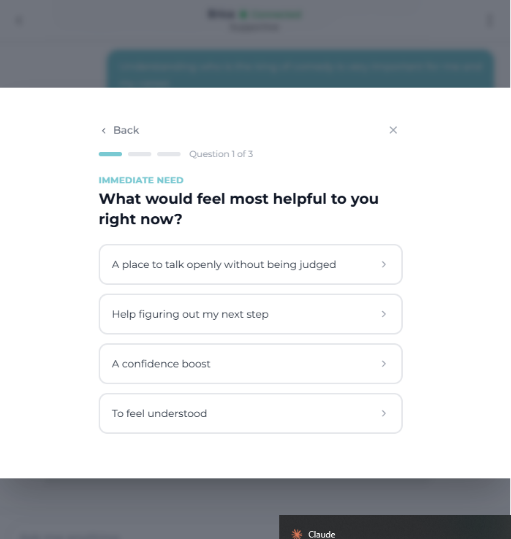 Back
Question 1 of 3
IMMEDIATE NEED
What would feel most helpful to you
right now?
A place to talk openly without being judged
Help figuring out my next step
A confidence boost
To feel understood
Claude